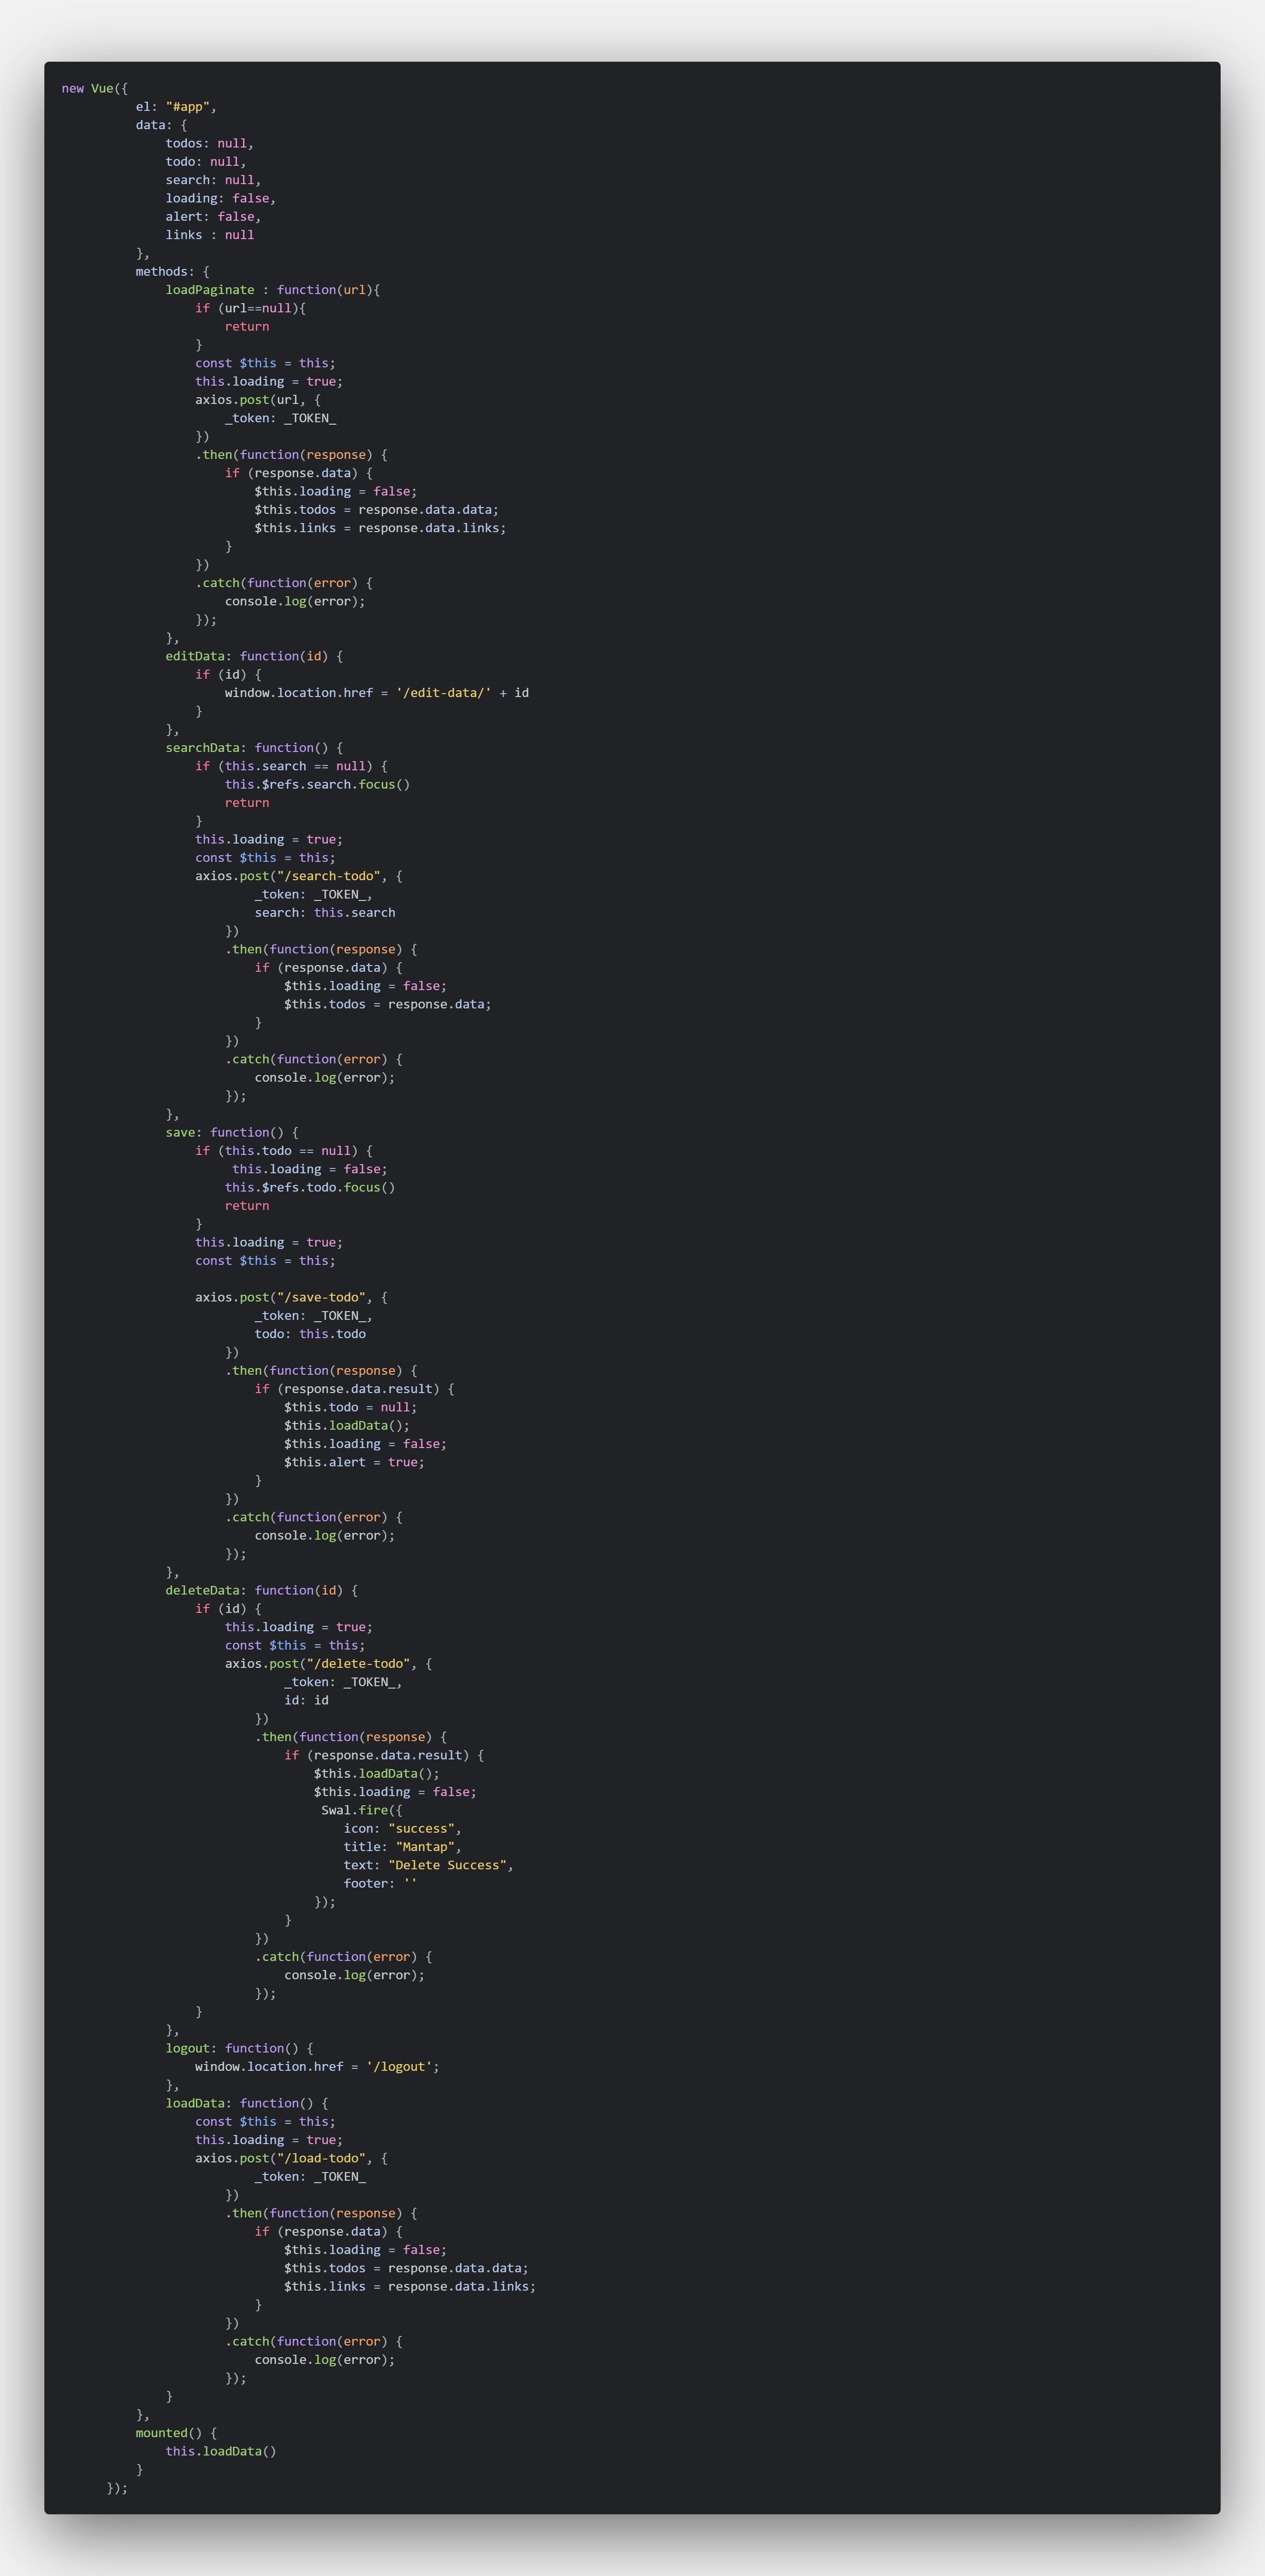 new Vue({
          el: "#app",
          data: {
              todos: null,
              todo: null,
              search: null,
              loading: false,
              alert: false,
              links : null
          },
          methods: {
              loadPaginate : function(url){
                  if (url==null){
                      return
                  }
                  const $this = this;
                  this.loading = true;
                  axios.post(url, {
                      _token: _TOKEN_
                  })
                  .then(function(response) {
                      if (response.data) {
                          $this.loading = false;
                          $this.todos = response.data.data;
                          $this.links = response.data.links;
                      }
                  })
                  .catch(function(error) {
                      console.log(error);
                  });
              },
              editData: function(id) {
                  if (id) {
                      window.location.href = '/edit-data/' + id
                  }
              },
              searchData: function() {
                  if (this.search == null) {
                      this.$refs.search.focus()
                      return
                  }
                  this.loading = true;
                  const $this = this;
                  axios.post("/search-todo", {
                          _token: _TOKEN_,
                          search: this.search
                      })
                      .then(function(response) {
                          if (response.data) {
                              $this.loading = false;
                              $this.todos = response.data;
                          }
                      })
                      .catch(function(error) {
                          console.log(error);
                      });
              },
              save: function() {
                  if (this.todo == null) {
                       this.loading = false;
                      this.$refs.todo.focus()
                      return
                  }
                  this.loading = true;
                  const $this = this;

                  axios.post("/save-todo", {
                          _token: _TOKEN_,
                          todo: this.todo
                      })
                      .then(function(response) {
                          if (response.data.result) {
                              $this.todo = null;
                              $this.loadData();
                              $this.loading = false;
                              $this.alert = true;
                          }
                      })
                      .catch(function(error) {
                          console.log(error);
                      });
              },
              deleteData: function(id) {
                  if (id) {
                      this.loading = true;
                      const $this = this;
                      axios.post("/delete-todo", {
                              _token: _TOKEN_,
                              id: id
                          })
                          .then(function(response) {
                              if (response.data.result) {
                                  $this.loadData();
                                  $this.loading = false;
                                   Swal.fire({
                                      icon: "success",
                                      title: "Mantap",
                                      text: "Delete Success",
                                      footer: ''
                                  });
                              }
                          })
                          .catch(function(error) {
                              console.log(error);
                          });
                  }
              },
              logout: function() {
                  window.location.href = '/logout';
              },
              loadData: function() {
                  const $this = this;
                  this.loading = true;
                  axios.post("/load-todo", {
                          _token: _TOKEN_
                      })
                      .then(function(response) {
                          if (response.data) {
                              $this.loading = false;
                              $this.todos = response.data.data;
                              $this.links = response.data.links;
                          }
                      })
                      .catch(function(error) {
                          console.log(error);
                      });
              }
          },
          mounted() {
              this.loadData()
          }
      });